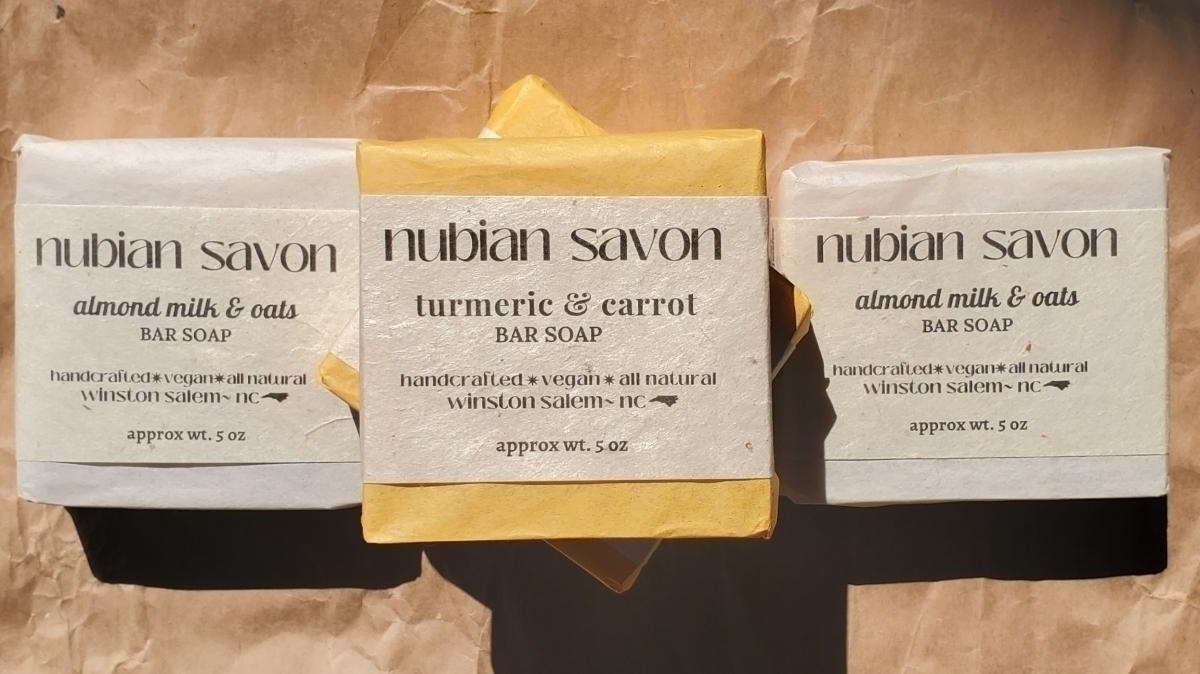 nubian savon
almond milk & oats
BAR SOAP
handcrafted✷vegan✷all natural
winston salem~ nc
approx wt. 5 oz
nubian savon
turmeric & carrot
BAR SOAP
handcrafted✷vegan✷all natural
winston salem~ nc
approx wt. 5 oz
nubian savon
almond milk & oats
BAR SOAP
handcrafted✷vegan✷all natural
winston salem~ nc
approx wt. 5 oz